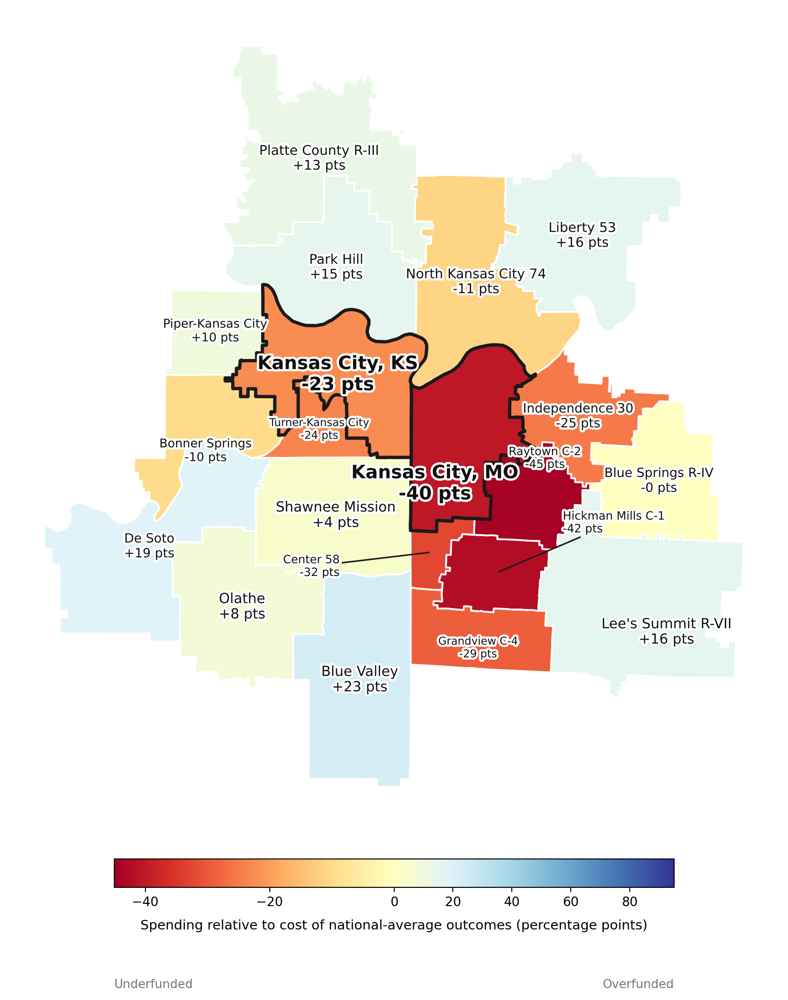 Platte County R-III
+13 pts
Liberty 53
+16 pts
Park Hill
+15 pts
North Kansas City 74
-11 pts
Piper-Kansas City
+10 pts
Kansas City, KS
-23 pts
Independence 30
-25 pts
Turner-Kansas City
-24 pts
Bonner Springs
-10 pts
Raytown C-2
-45 pts
Kansas City, MO
-40 pts
Blue Springs R-IV
-0 pts
Shawnee Mission
+4 pts
Hickman Mills C-1
-42 pts
De Soto
+19 pts
Center 58
-32 pts
Olathe
+8 pts
Lee's Summit R-VII
+16 pts
Grandview C-4
-29 pts
Blue Valley
+23 pts
−40 −20 0 20 40 60 80
Spending relative to cost of national-average outcomes (percentage points)
Underfunded Overfunded